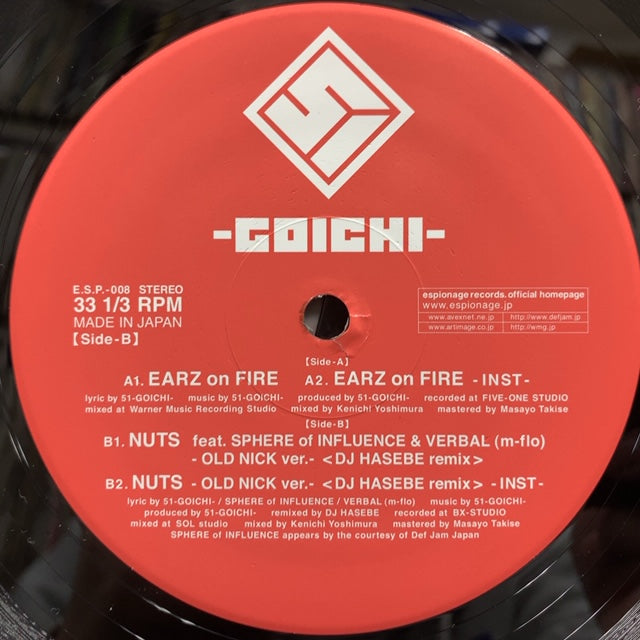 -GOICHI-
E.S.P.-008 STEREO
33 1/3 RPM
MADE IN JAPAN
【Side-B】
espionage records.official homepage
www.espionage.jp
www.avexnet.ne.jp http://www.defjam.jp
www.artimage.co.jp http://wmg.jp
[Side-A]
A1. EARZ on FIRE A2. EARZ on FIRE -INST-
lyric by 51-GOICHI- music by 51-GOICHI- produced by 51-GOICHI- recorded at FIVE-ONE STUDIO
mixed at Warner Music Recording Studio mixed by Kenichi Yoshimura mastered by Masayo Takise
[Side-B]
B1. NUTS feat. SPHERE of INFLUENCE & VERBAL (m-flo)
- OLD NICK ver.- <DJ HASEBE remix>
B2. NUTS - OLD NICK ver.- <DJ HASEBE remix> -INST-
lyric by 51-GOICHI- / SPHERE of INFLUENCE / VERBAL (m-flo) music by 51-GOICHI-
produced by 51-GOICHI- remixed by DJ HASEBE recorded at BX-STUDIO
mixed at SOL studio mixed by Kenichi Yoshimura mastered by Masayo Takise
SPHERE of INFLUENCE appears by the courtesy of Def Jam Japan